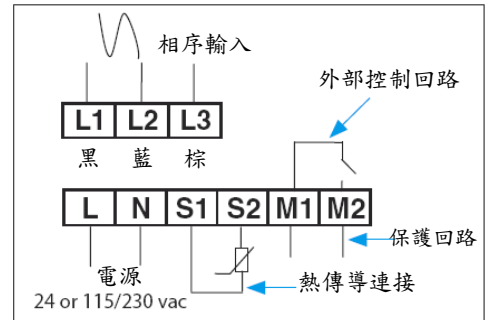 相序輸入
外部控制回路
L1 L2 L3
黑 藍 棕
L N S1 S2 M1 M2
保護回路
電源
熱傳導連接
24 or 115/230 vac